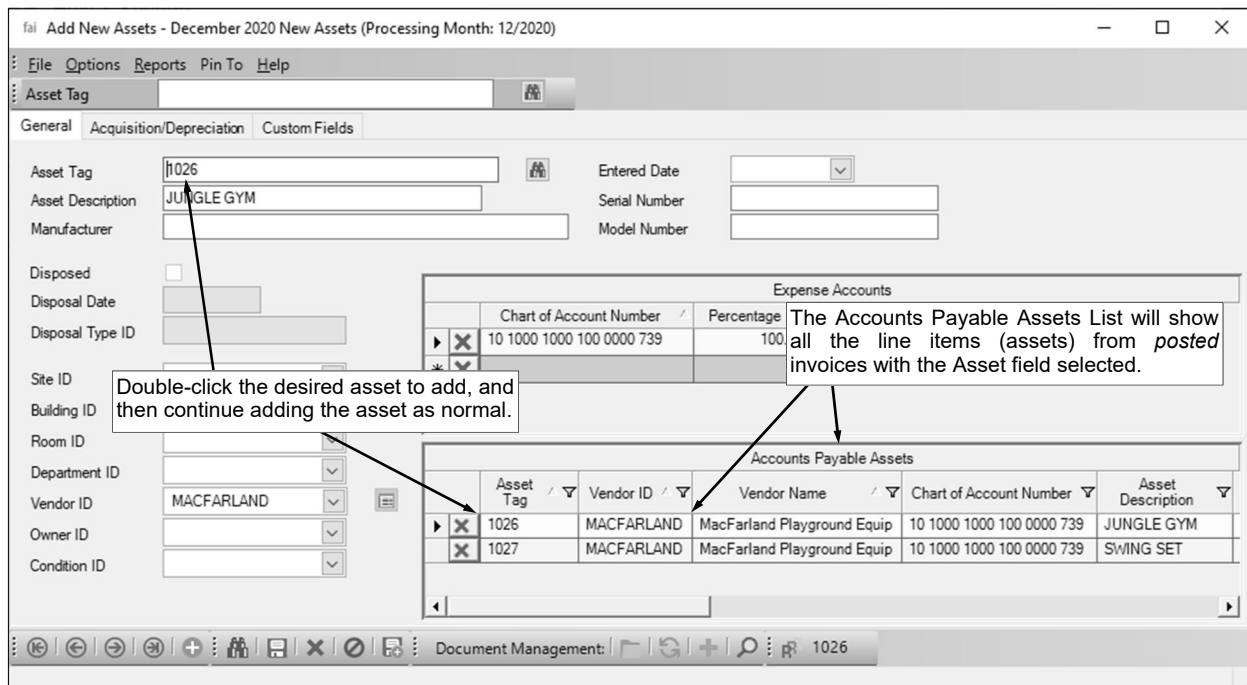 fai Add New Assets - December 2020 New Assets (Processing Month: 12/2020)
File Options Reports Pin To Help
Asset Tag
General Acquisition/Depreciation Custom Fields
Asset Tag 1026 Entered Date
Asset Description JUNGLE GYM Serial Number
Manufacturer Model Number
Disposed
Disposal Date
Disposal Type ID
Expense Accounts
Chart of Account Number Percentage
10 1000 1000 100 0000 739 100.
The Accounts Payable Assets List will show
all the line items (assets) from posted
invoices with the Asset field selected.
Site ID
Building ID
Double-click the desired asset to add, and
then continue adding the asset as normal.
Room ID
Department ID
Vendor ID MACFARLAND
Owner ID
Condition ID
Accounts Payable Assets
Asset Tag Vendor ID Vendor Name Chart of Account Number Asset Description
1026 MACFARLAND MacFarland Playground Equip 10 1000 1000 100 0000 739 JUNGLE GYM
1027 MACFARLAND MacFarland Playground Equip 10 1000 1000 100 0000 739 SWING SET
Document Management: 1026